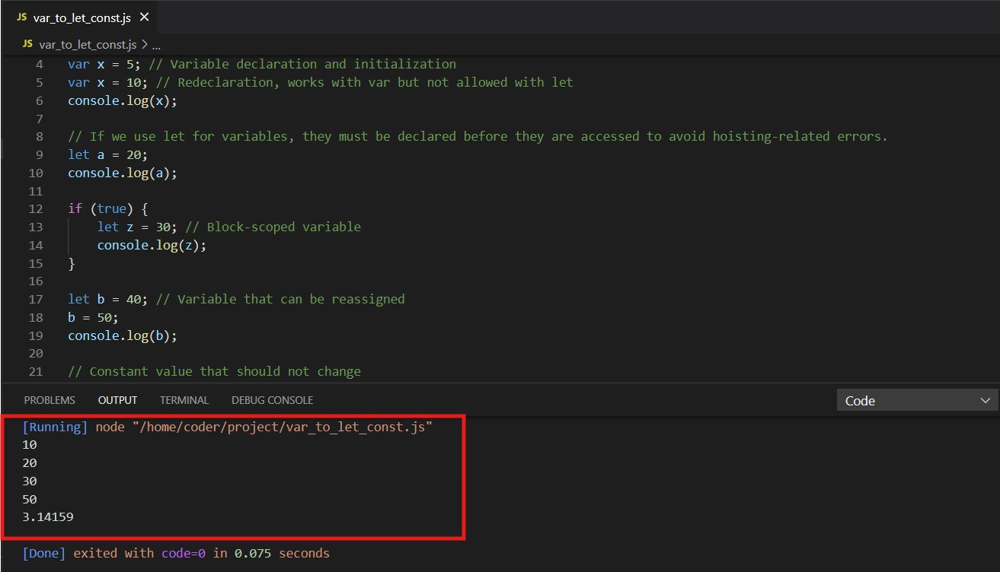 JS var_to_let_const.js ×
JS var_to_let_const.js > ...
4 var x = 5; // Variable declaration and initialization
5 var x = 10; // Redeclaration, works with var but not allowed with let
6 console.log(x);
7
8 // If we use let for variables, they must be declared before they are accessed to avoid hoisting-related errors.
9 let a = 20;
10 console.log(a);
11
12 if (true) {
13     let z = 30; // Block-scoped variable
14     console.log(z);
15 }
16
17 let b = 40; // Variable that can be reassigned
18 b = 50;
19 console.log(b);
20
21 // Constant value that should not change
PROBLEMS OUTPUT TERMINAL DEBUG CONSOLE Code
[Running] node "/home/coder/project/var_to_let_const.js"
10
20
30
50
3.14159
[Done] exited with code=0 in 0.075 seconds